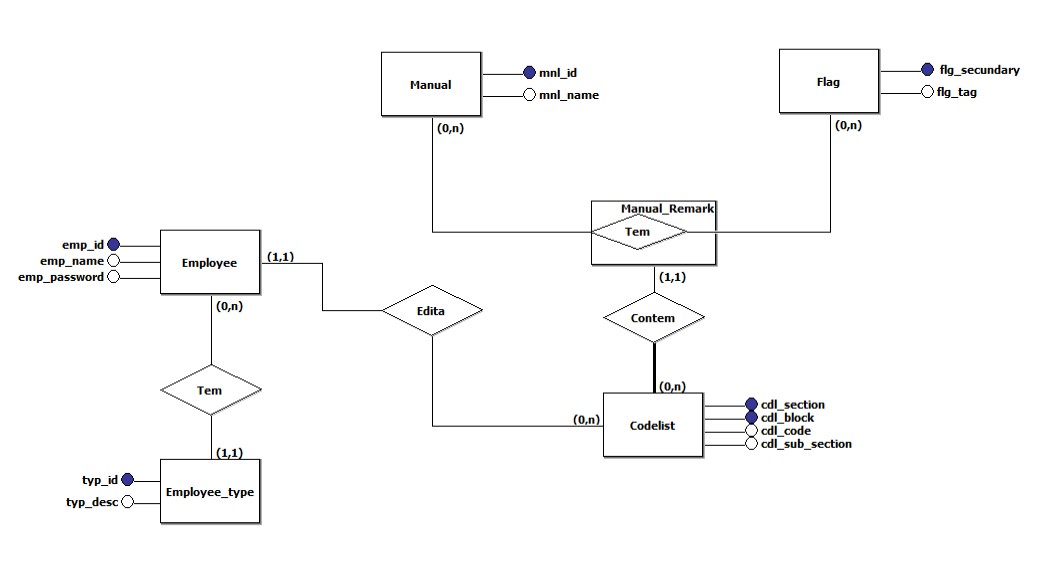 Manual
mnl_id
mnl_name
(0,n)
Flag
flg_secundary
flg_tag
(0,n)
Manual_Remark
Tem
(1,1)
emp_id
emp_name
emp_password
Employee
(1,1)
(0,n)
Edita
Contem
Tem
(0,n)
(0,n)
Codelist
cdl_section
cdl_block
cdl_code
cdl_sub_section
(1,1)
typ_id
typ_desc
Employee_type